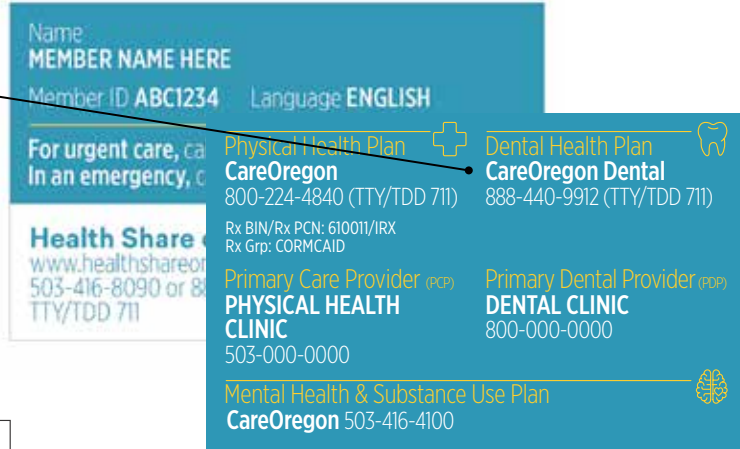 Name
MEMBER NAME HERE
Member ID ABC1234 Language ENGLISH
For urgent care,
In an emergency,
Health Share
www.healthshareor
503-416-8090 or
TTY/TDD 711
Physical Health Plan
CareOregon
800-224-4840 (TTY/TDD 711)
Rx BIN/Rx PCN: 610011/IRX
Rx Grp: CORMCAID
Dental Health Plan
CareOregon Dental
888-440-9912 (TTY/TDD 711)
Primary Care Provider (PCP)
PHYSICAL HEALTH
CLINIC
503-000-0000
Primary Dental Provider (PDP)
DENTAL CLINIC
800-000-0000
Mental Health & Substance Use Plan
CareOregon 503-416-4100